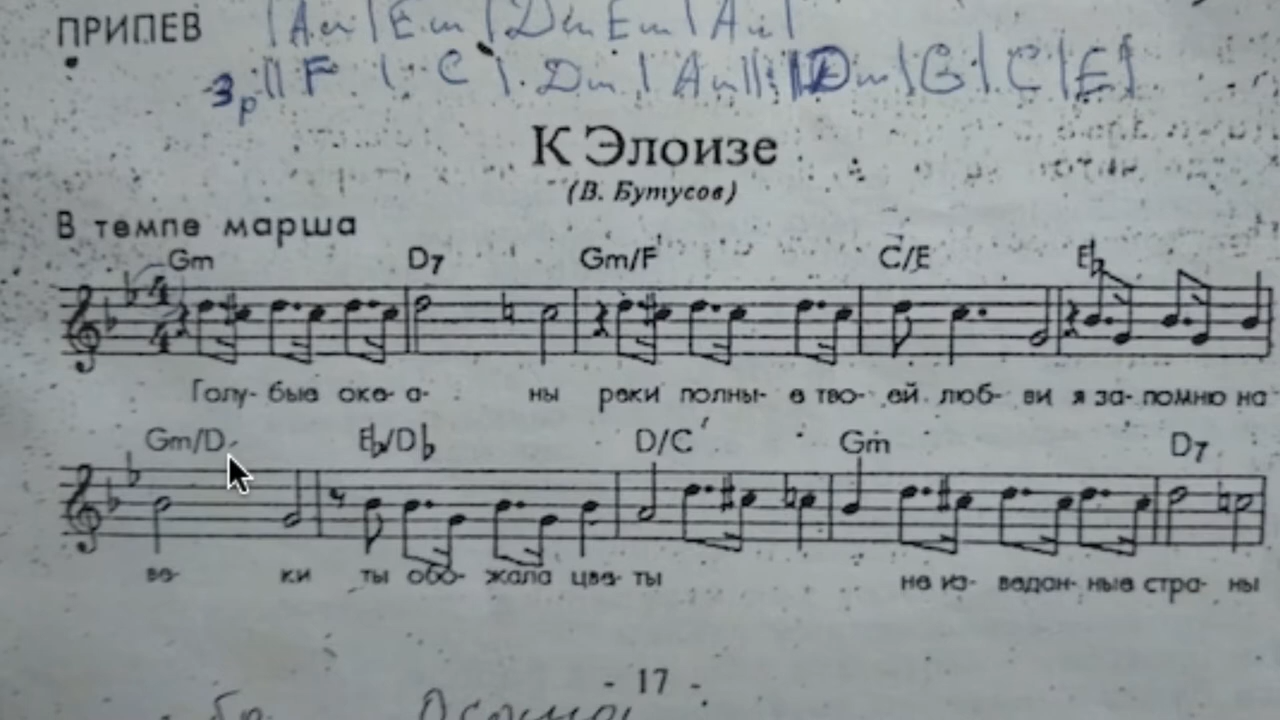 ПРИПЕВ |Am|Em|Dm Em|Am|
3р || F | C | Dm | Am || Dm | G | C | E |
К Элоизе
(В. Бутусов)
В темпе марша
Gm D7 Gm/F C/E E♭
Голу- бые оке- а- ны реки полны- е тво- ей люб- ви я за- помню на
Gm/D E♭/D♭ D/C Gm D7
ве- ки ты обо- жала цве- ты не из- ведан- ные стра- ны
- 17 -